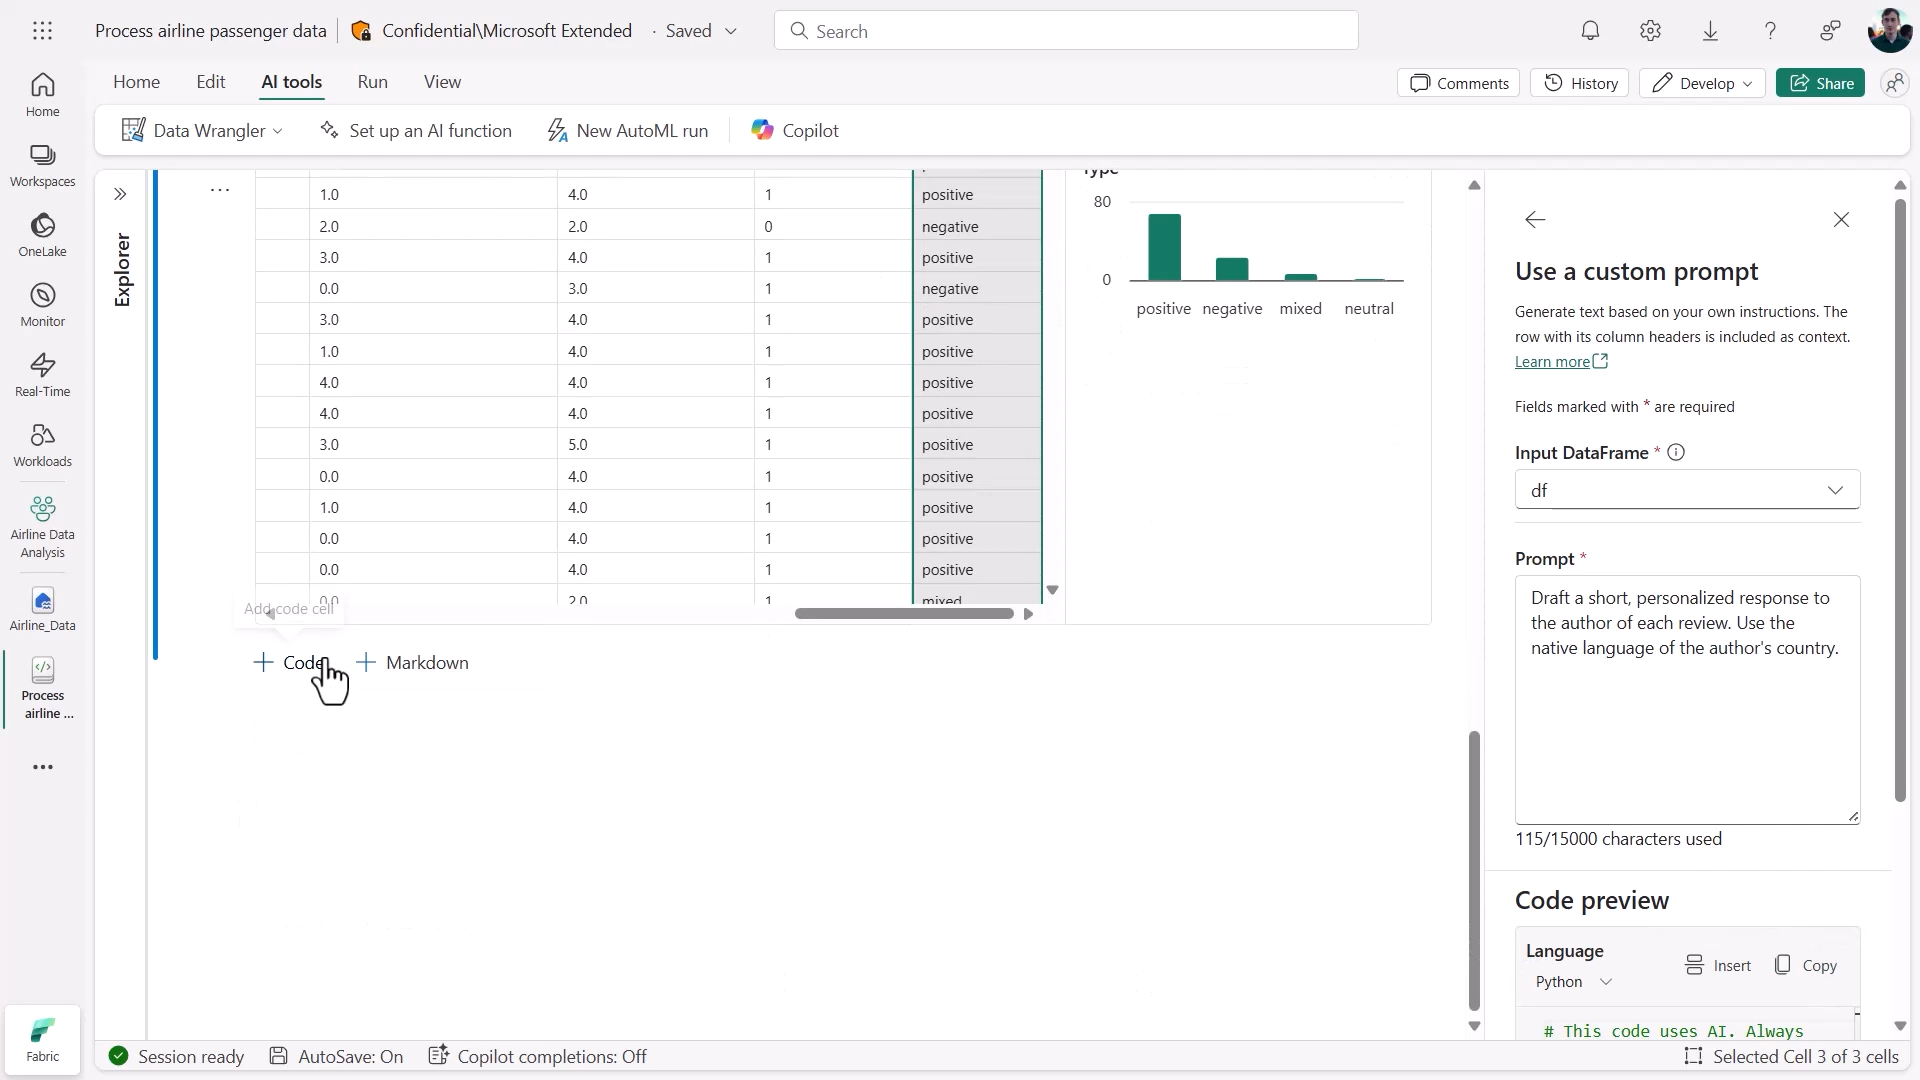 Process airline passenger data
Confidential\Microsoft Extended
· Saved
Search
Home
Edit
AI tools
Run
View
Comments
History
Develop
Share
Data Wrangler
Set up an AI function
New AutoML run
Copilot
Home
Workspaces
OneLake
Monitor
Real-Time
Workloads
Airline Data
Analysis
Airline_Data
Process
airline ...
Fabric
Explorer
1.0 4.0 1 positive
2.0 2.0 0 negative
3.0 4.0 1 positive
0.0 3.0 1 negative
3.0 4.0 1 positive
1.0 4.0 1 positive
4.0 4.0 1 positive
4.0 4.0 1 positive
3.0 5.0 1 positive
0.0 4.0 1 positive
1.0 4.0 1 positive
0.0 4.0 1 positive
0.0 4.0 1 positive
0.0 2.0 1 mixed
Add code cell
Code
Markdown
Type
80
0
positive negative mixed neutral
Use a custom prompt
Generate text based on your own instructions. The
row with its column headers is included as context.
Learn more
Fields marked with * are required
Input DataFrame *
df
Prompt *
Draft a short, personalized response to
the author of each review. Use the
native language of the author's country.
115/15000 characters used
Code preview
Language
Python
Insert
Copy
# This code uses AI. Always
Session ready
AutoSave: On
Copilot completions: Off
Selected Cell 3 of 3 cells